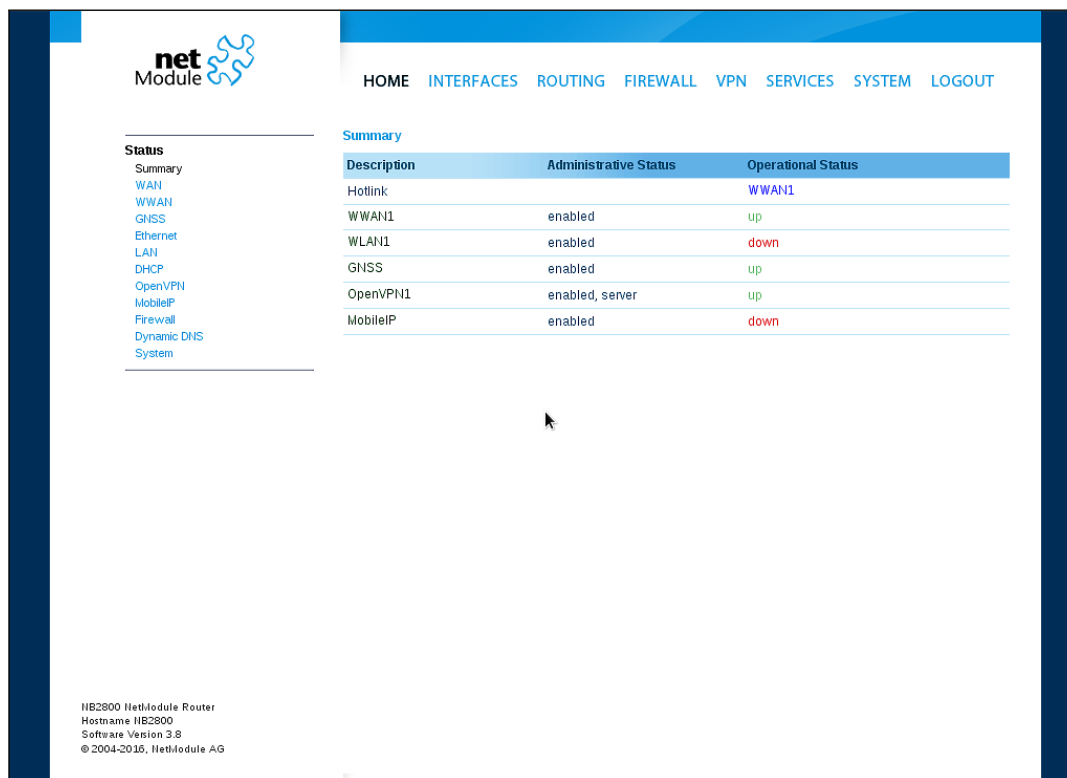 net
Module
HOME INTERFACES ROUTING FIREWALL VPN SERVICES SYSTEM LOGOUT
Status
Summary
WAN
WWAN
GNSS
Ethernet
LAN
DHCP
OpenVPN
MobileIP
Firewall
Dynamic DNS
System
Summary
Description Administrative Status Operational Status
Hotlink WWAN1
WWAN1 enabled up
WLAN1 enabled down
GNSS enabled up
OpenVPN1 enabled, server up
MobileIP enabled down
NB2800 NetModule Router
Hostname NB2800
Software Version 3.8
© 2004-2016, NetModule AG